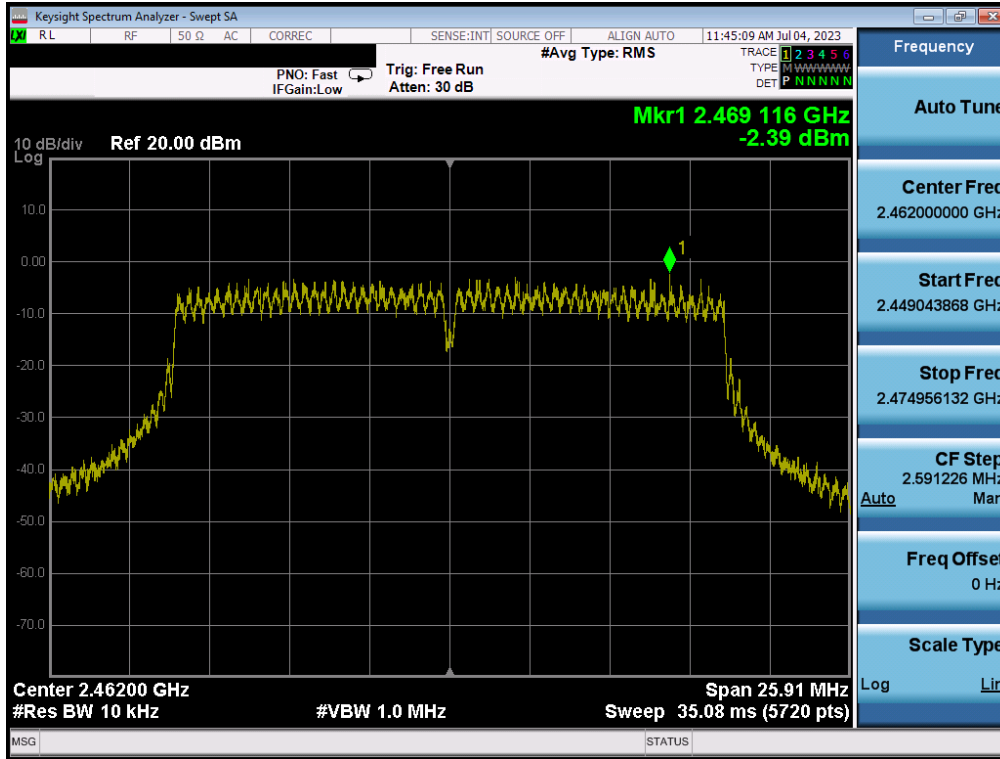 Keysight Spectrum Analyzer - Swept SA
LXI RL RF 50 Ω AC CORREC SENSE:INT SOURCE OFF ALIGN AUTO 11:45:09 AM Jul 04, 2023
#Avg Type: RMS
TRACE 1 2 3 4 5 6
PNO: Fast Trig: Free Run
TYPE M WWWWW
IFGain:Low Atten: 30 dB
DET P N N N N N
Mkr1 2.469 116 GHz
-2.39 dBm
10 dB/div Ref 20.00 dBm
Log
1
10.0
0.00
-10.0
-20.0
-30.0
-40.0
-50.0
-60.0
-70.0
Center 2.46200 GHz Span 25.91 MHz
#Res BW 10 kHz #VBW 1.0 MHz Sweep 35.08 ms (5720 pts)
MSG STATUS
Frequency
Auto Tune
Center Freq
2.462000000 GHz
Start Freq
2.449043868 GHz
Stop Freq
2.474956132 GHz
CF Step
2.591226 MHz
Auto Man
Freq Offset
0 Hz
Scale Type
Log Lin